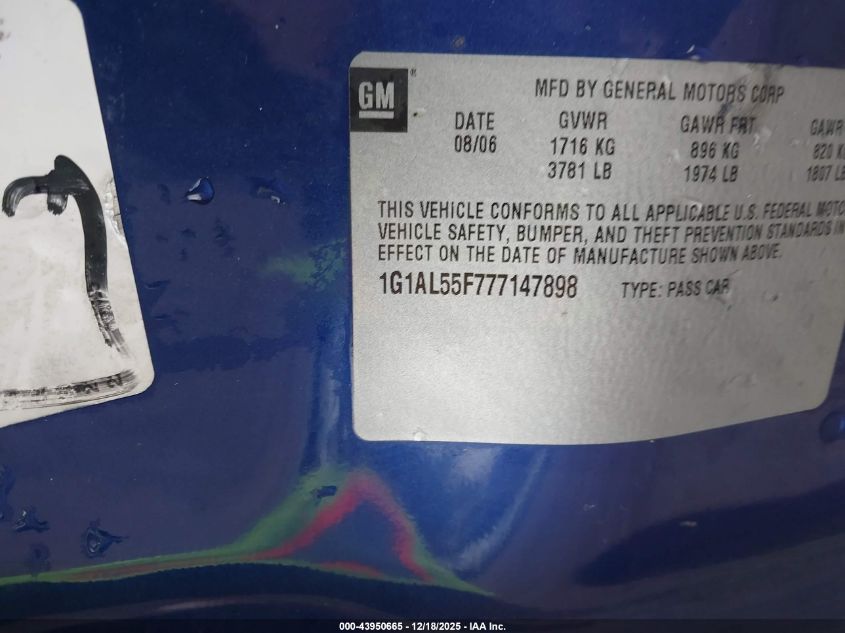 GM ®
MFD BY GENERAL MOTORS CORP
DATE GVWR GAWR FRT GAWR
08/06 1716 KG 896 KG 820 K
3781 LB 1974 LB 1807 LB
THIS VEHICLE CONFORMS TO ALL APPLICABLE U.S. FEDERAL MOTO
VEHICLE SAFETY, BUMPER, AND THEFT PREVENTION STANDARDS IN
EFFECT ON THE DATE OF MANUFACTURE SHOWN ABOVE.
1G1AL55F777147898 TYPE: PASS CAR
000-43950665 - 12/18/2025 - IAA Inc.